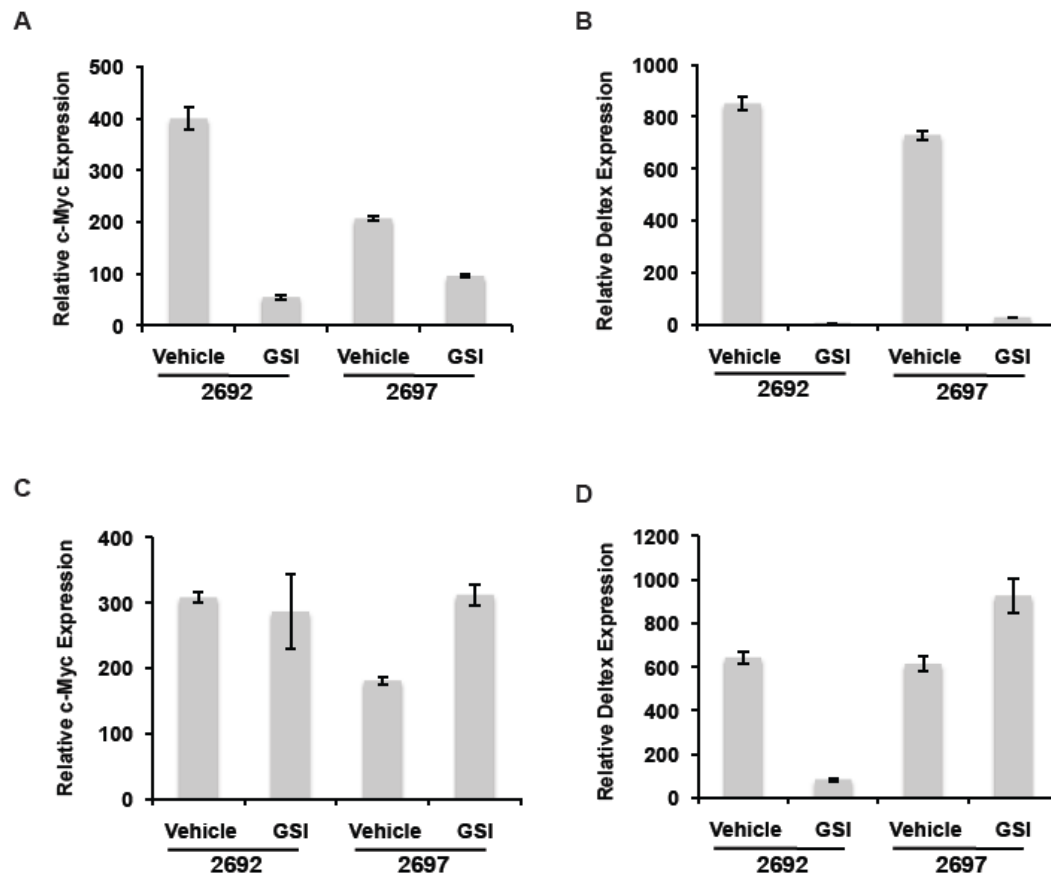 A
Relative c-Myc Expression
500
400
300
200
100
0
Vehicle GSI Vehicle GSI
2692 2697
B
Relative Deltex Expression
1000
800
600
400
200
0
Vehicle GSI Vehicle GSI
2692 2697
C
Relative c-Myc Expression
400
300
200
100
0
Vehicle GSI Vehicle GSI
2692 2697
D
Relative Deltex Expression
1200
1000
800
600
400
200
0
Vehicle GSI Vehicle GSI
2692 2697